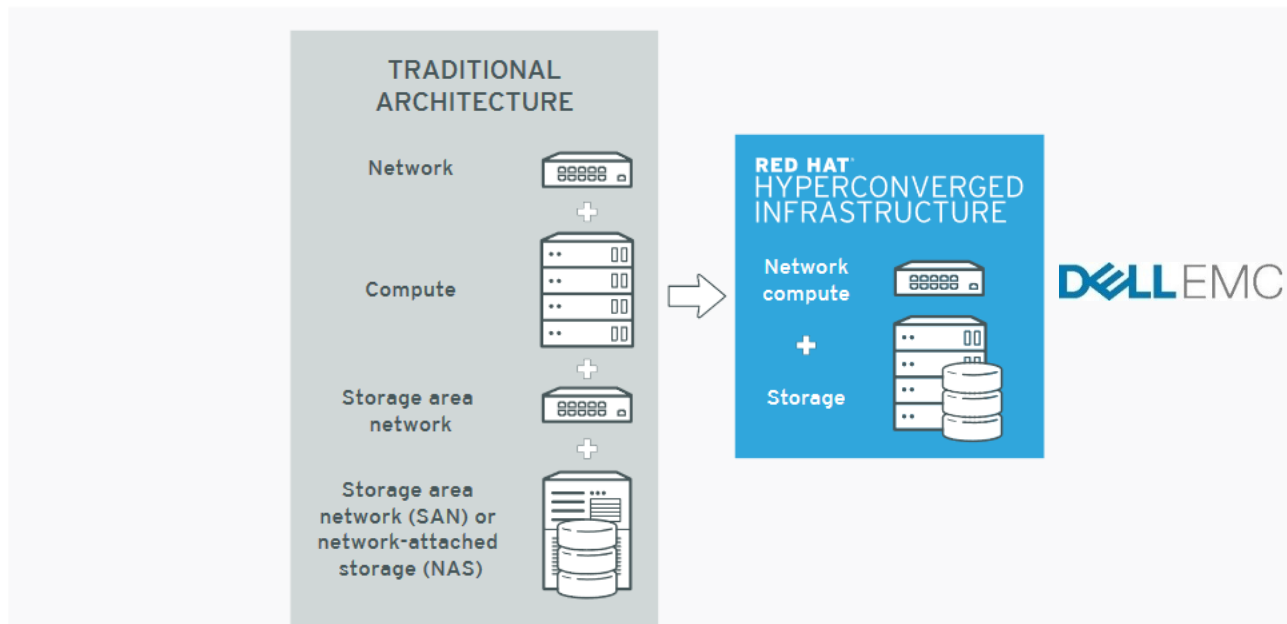 TRADITIONAL
ARCHITECTURE
Network
Compute
Storage area
network
Storage area
network (SAN) or
network-attached
storage (NAS)
RED HAT®
HYPERCONVERGED
INFRASTRUCTURE
Network
compute
Storage
DELLEMC